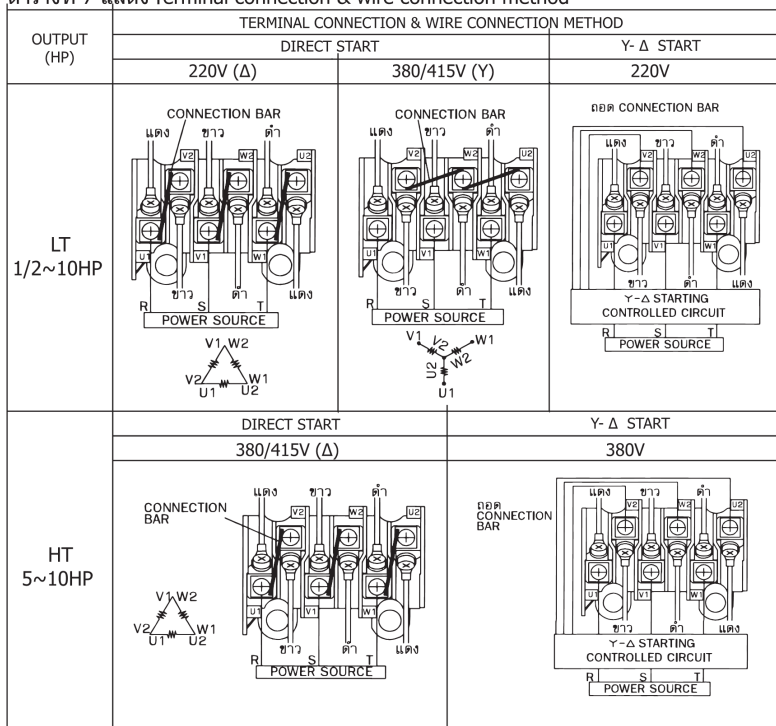 ตารางที่ 7 แสดง Terminal connection & wire connection method
OUTPUT
(HP)
TERMINAL CONNECTION & WIRE CONNECTION METHOD
DIRECT START
Y- Δ START
220V (Δ)
380/415V (Y)
220V
LT
1/2~10HP
CONNECTION BAR
แดง ขาว ดำ
V2 W2 U2
U1 V1 W1
ขาว ดำ แดง
R S T
POWER SOURCE
V1 W2
V2 W1
U1 U2
CONNECTION BAR
แดง ขาว ดำ
V2 W2 U2
U1 V1 W1
ขาว ดำ แดง
R S T
POWER SOURCE
V1 V2 W1
U2 W2
U1
ถอด CONNECTION BAR
แดง ขาว ดำ
V2 W2 U2
U1 V1 W1
ขาว ดำ แดง
Y-Δ STARTING
CONTROLLED CIRCUIT
R S T
POWER SOURCE
DIRECT START
Y- Δ START
380/415V (Δ)
380V
HT
5~10HP
CONNECTION
BAR
แดง ขาว ดำ
V2 W2 U2
U1 V1 W1
ขาว ดำ แดง
R S T
POWER SOURCE
V1 W2
V2 W1
U1 U2
ถอด
CONNECTION
BAR
แดง ขาว ดำ
V2 W2 U2
U1 V1 W1
ขาว ดำ แดง
Y-Δ STARTING
CONTROLLED CIRCUIT
R S T
POWER SOURCE